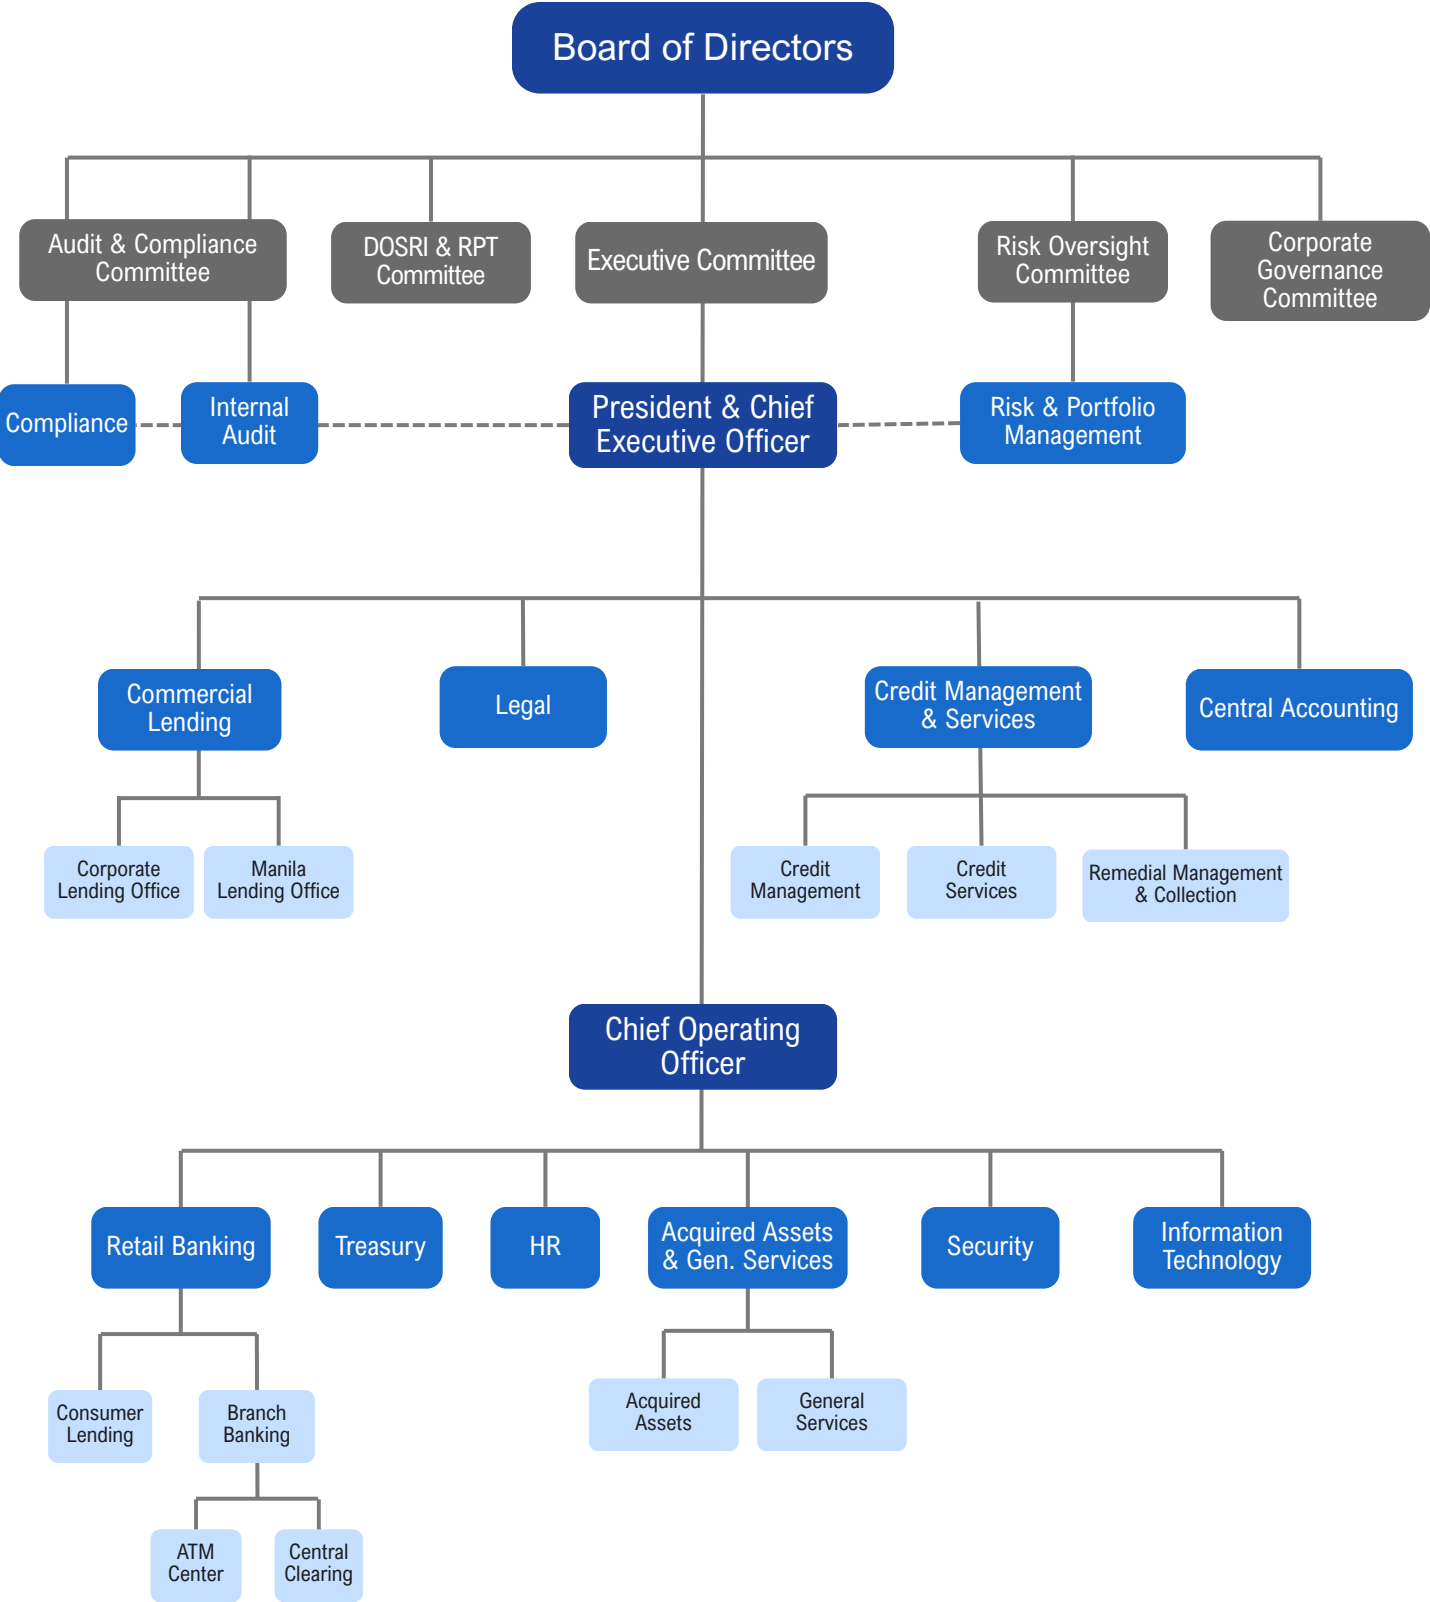 Board of Directors
Audit & Compliance
Committee
DOSRI & RPT
Committee
Executive Committee
Risk Oversight
Committee
Corporate
Governance
Committee
Compliance
Internal
Audit
President & Chief
Executive Officer
Risk & Portfolio
Management
Commercial
Lending
Legal
Credit Management
& Services
Central Accounting
Corporate
Lending Office
Manila
Lending Office
Credit
Management
Credit
Services
Remedial Management
& Collection
Chief Operating
Officer
Retail Banking
Treasury
HR
Acquired Assets
& Gen. Services
Security
Information
Technology
Consumer
Lending
Branch
Banking
Acquired
Assets
General
Services
ATM
Center
Central
Clearing